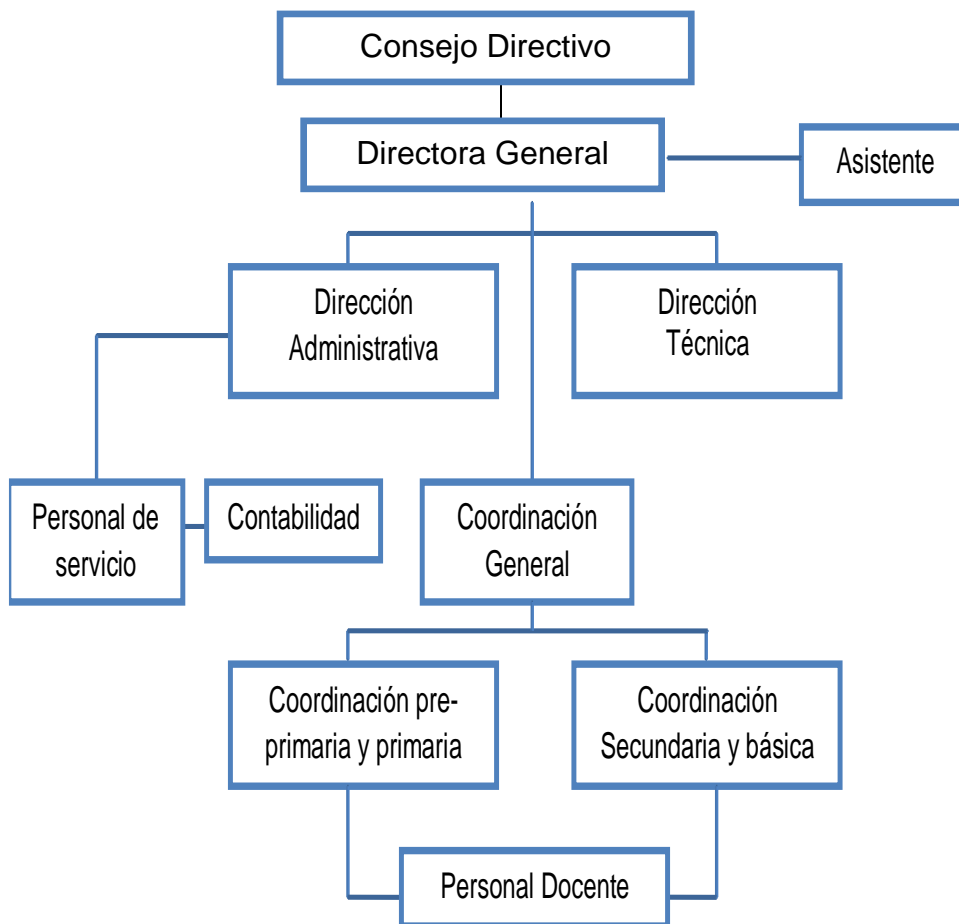 Consejo Directivo
Directora General
Asistente
Dirección
Administrativa
Dirección
Técnica
Personal de
servicio
Contabilidad
Coordinación
General
Coordinación pre-
primaria y primaria
Coordinación
Secundaria y básica
Personal Docente